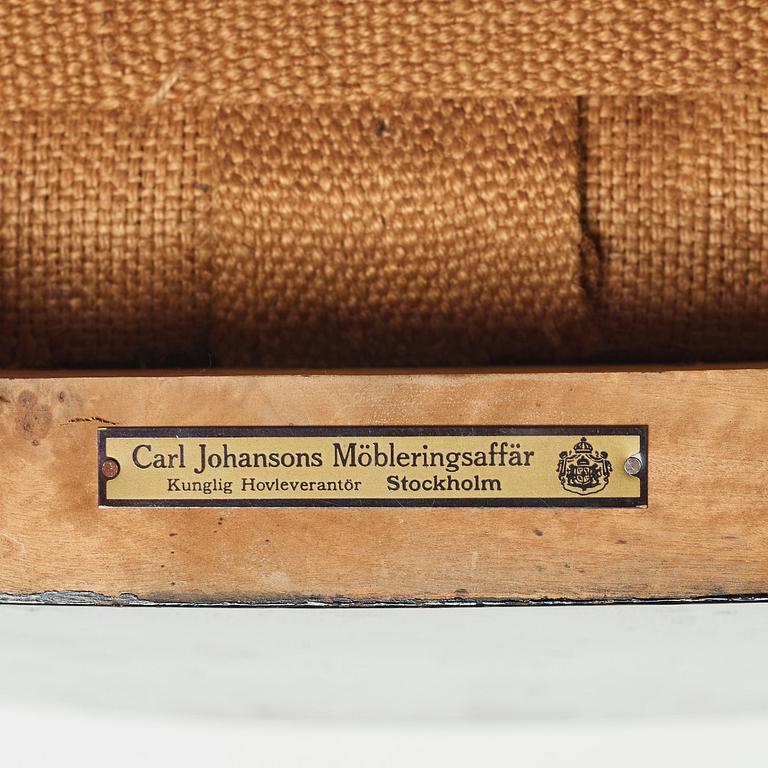 Carl Johansons Möbleringsaffär
Kunglig Hovleverantör Stockholm